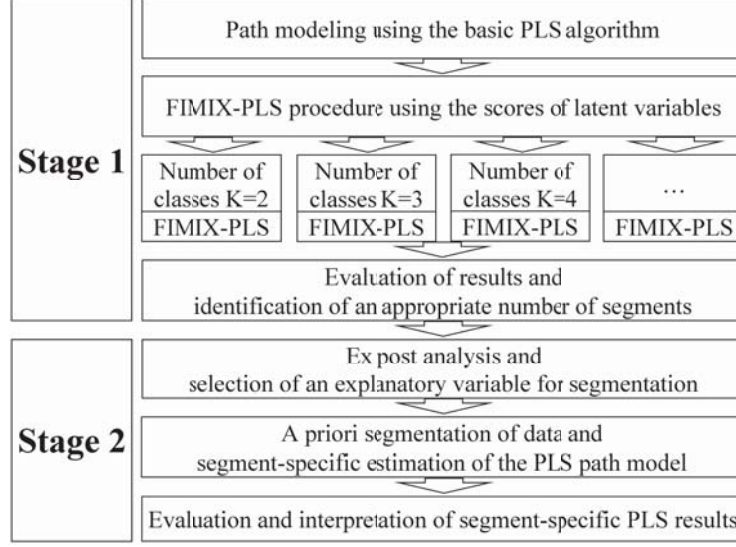 Path modeling using the basic PLS algorithm
FIMIX-PLS procedure using the scores of latent variables
Stage 1
Number of
classes K=2
FIMIX-PLS
Number of
classes K=3
FIMIX-PLS
Number of
classes K=4
FIMIX-PLS
...
FIMIX-PLS
Evaluation of results and
identification of an appropriate number of segments
Stage 2
Ex post analysis and
selection of an explanatory variable for segmentation
A priori segmentation of data and
segment-specific estimation of the PLS path model
Evaluation and interpretation of segment-specific PLS results